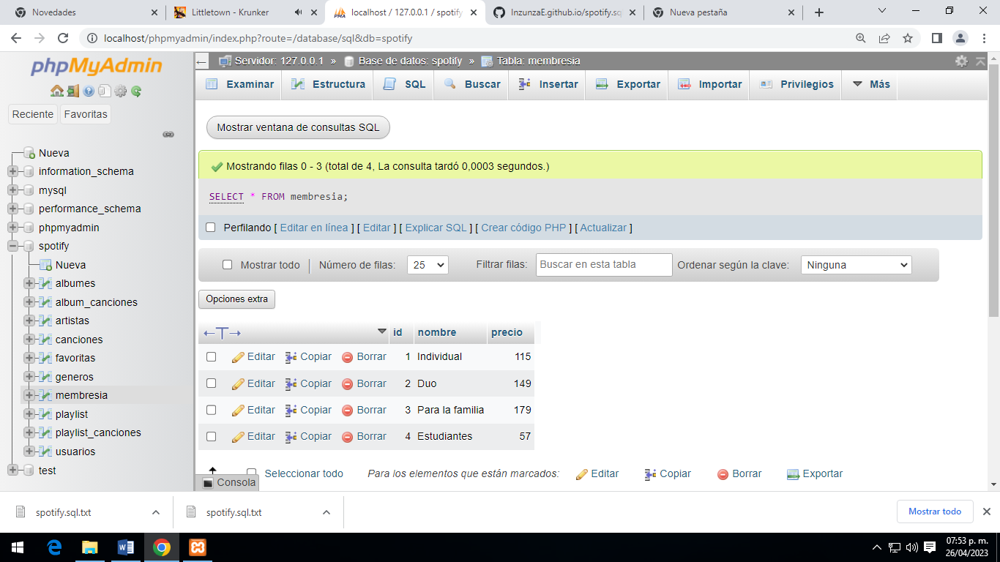 Novedades
Littletown - Krunker
localhost / 127.0.0.1 / spotify
InzunzaE.github.io/spotify.sq
Nueva pestaña
localhost/phpmyadmin/index.php?route=/database/sql&db=spotify
phpMyAdmin
Reciente Favoritas
Nueva
information_schema
mysql
performance_schema
phpmyadmin
spotify
Nueva
albumes
album_canciones
artistas
canciones
favoritas
generos
membresia
playlist
playlist_canciones
usuarios
test
Servidor: 127.0.0.1 » Base de datos: spotify » Tabla: membresia
Examinar Estructura SQL Buscar Insertar Exportar Importar Privilegios Más
Mostrar ventana de consultas SQL
Mostrando filas 0 - 3 (total de 4, La consulta tardó 0,0003 segundos.)
SELECT * FROM membresia;
Perfilando [ Editar en línea ] [ Editar ] [ Explicar SQL ] [ Crear código PHP ] [ Actualizar ]
Mostrar todo Número de filas: 25 Filtrar filas: Buscar en esta tabla Ordenar según la clave: Ninguna
Opciones extra
←T→ id nombre precio
Editar Copiar Borrar 1 Individual 115
Editar Copiar Borrar 2 Duo 149
Editar Copiar Borrar 3 Para la familia 179
Editar Copiar Borrar 4 Estudiantes 57
Seleccionar todo Para los elementos que están marcados: Editar Copiar Borrar Exportar
Consola
spotify.sql.txt
spotify.sql.txt
Mostrar todo
07:53 p. m.
26/04/2023